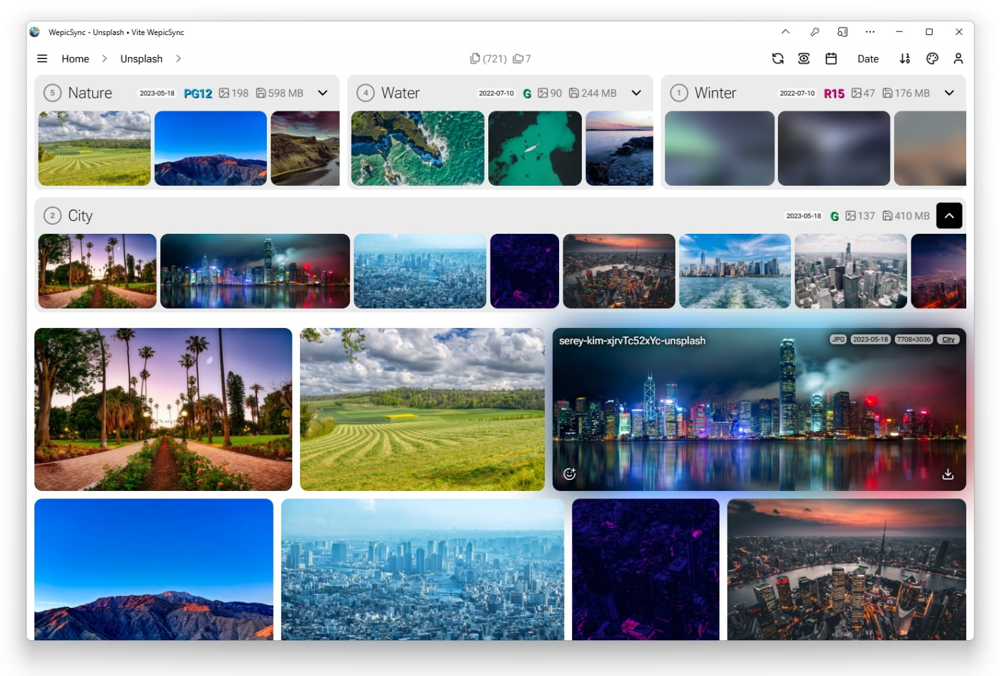 WepicSync - Unsplash • Vite WepicSync
Home Unsplash (721) 7 Date
5 Nature 2023-05-18 PG12 198 598 MB
4 Water 2022-07-10 G 90 244 MB
1 Winter 2022-07-10 R15 47 176 MB
2 City 2023-05-18 G 137 410 MB
serey-kim-xjrvTc52xYc-unsplash JPG 2023-05-18 7708×3036 City